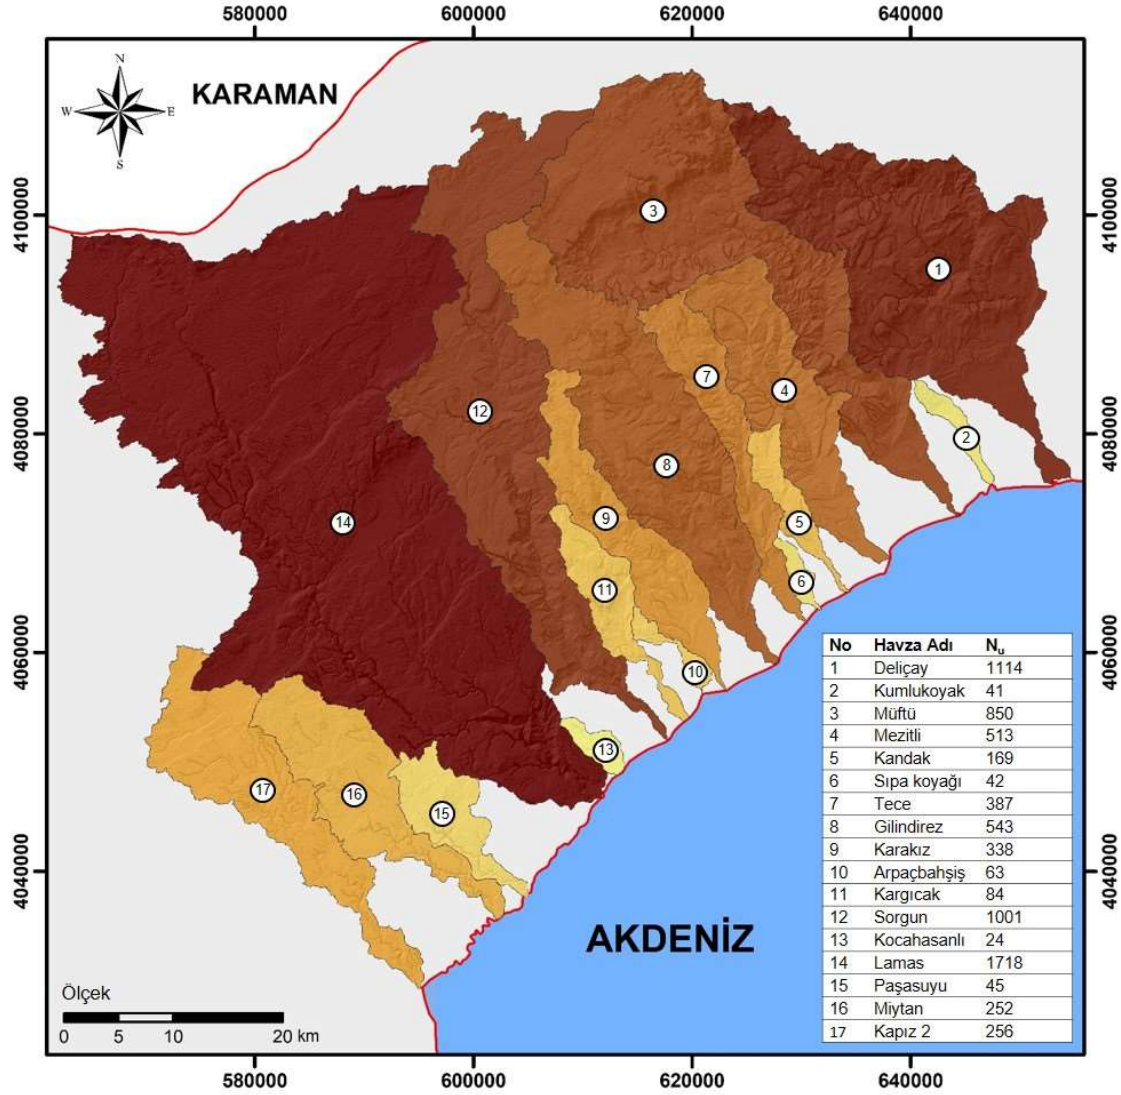 580000 600000 620000 640000
N
W E
S
KARAMAN
4100000 4100000
3
1
7
4
12
2
4080000 4080000
8
14
9
5
6
11
4060000 4060000
10
13
17
16
15
4040000 4040000
AKDENİZ
No Havza Adı Nu
1 Deliçay 1114
2 Kumlukoyak 41
3 Müftü 850
4 Mezitli 513
5 Kandak 169
6 Sıpa koyağı 42
7 Tece 387
8 Gilindirez 543
9 Karakız 338
10 Arpaçbahşiş 63
11 Kargıcak 84
12 Sorgun 1001
13 Kocahasanlı 24
14 Lamas 1718
15 Paşasuyu 45
16 Miytan 252
17 Kapız 2 256
Ölçek
0 5 10 20 km
580000 600000 620000 640000